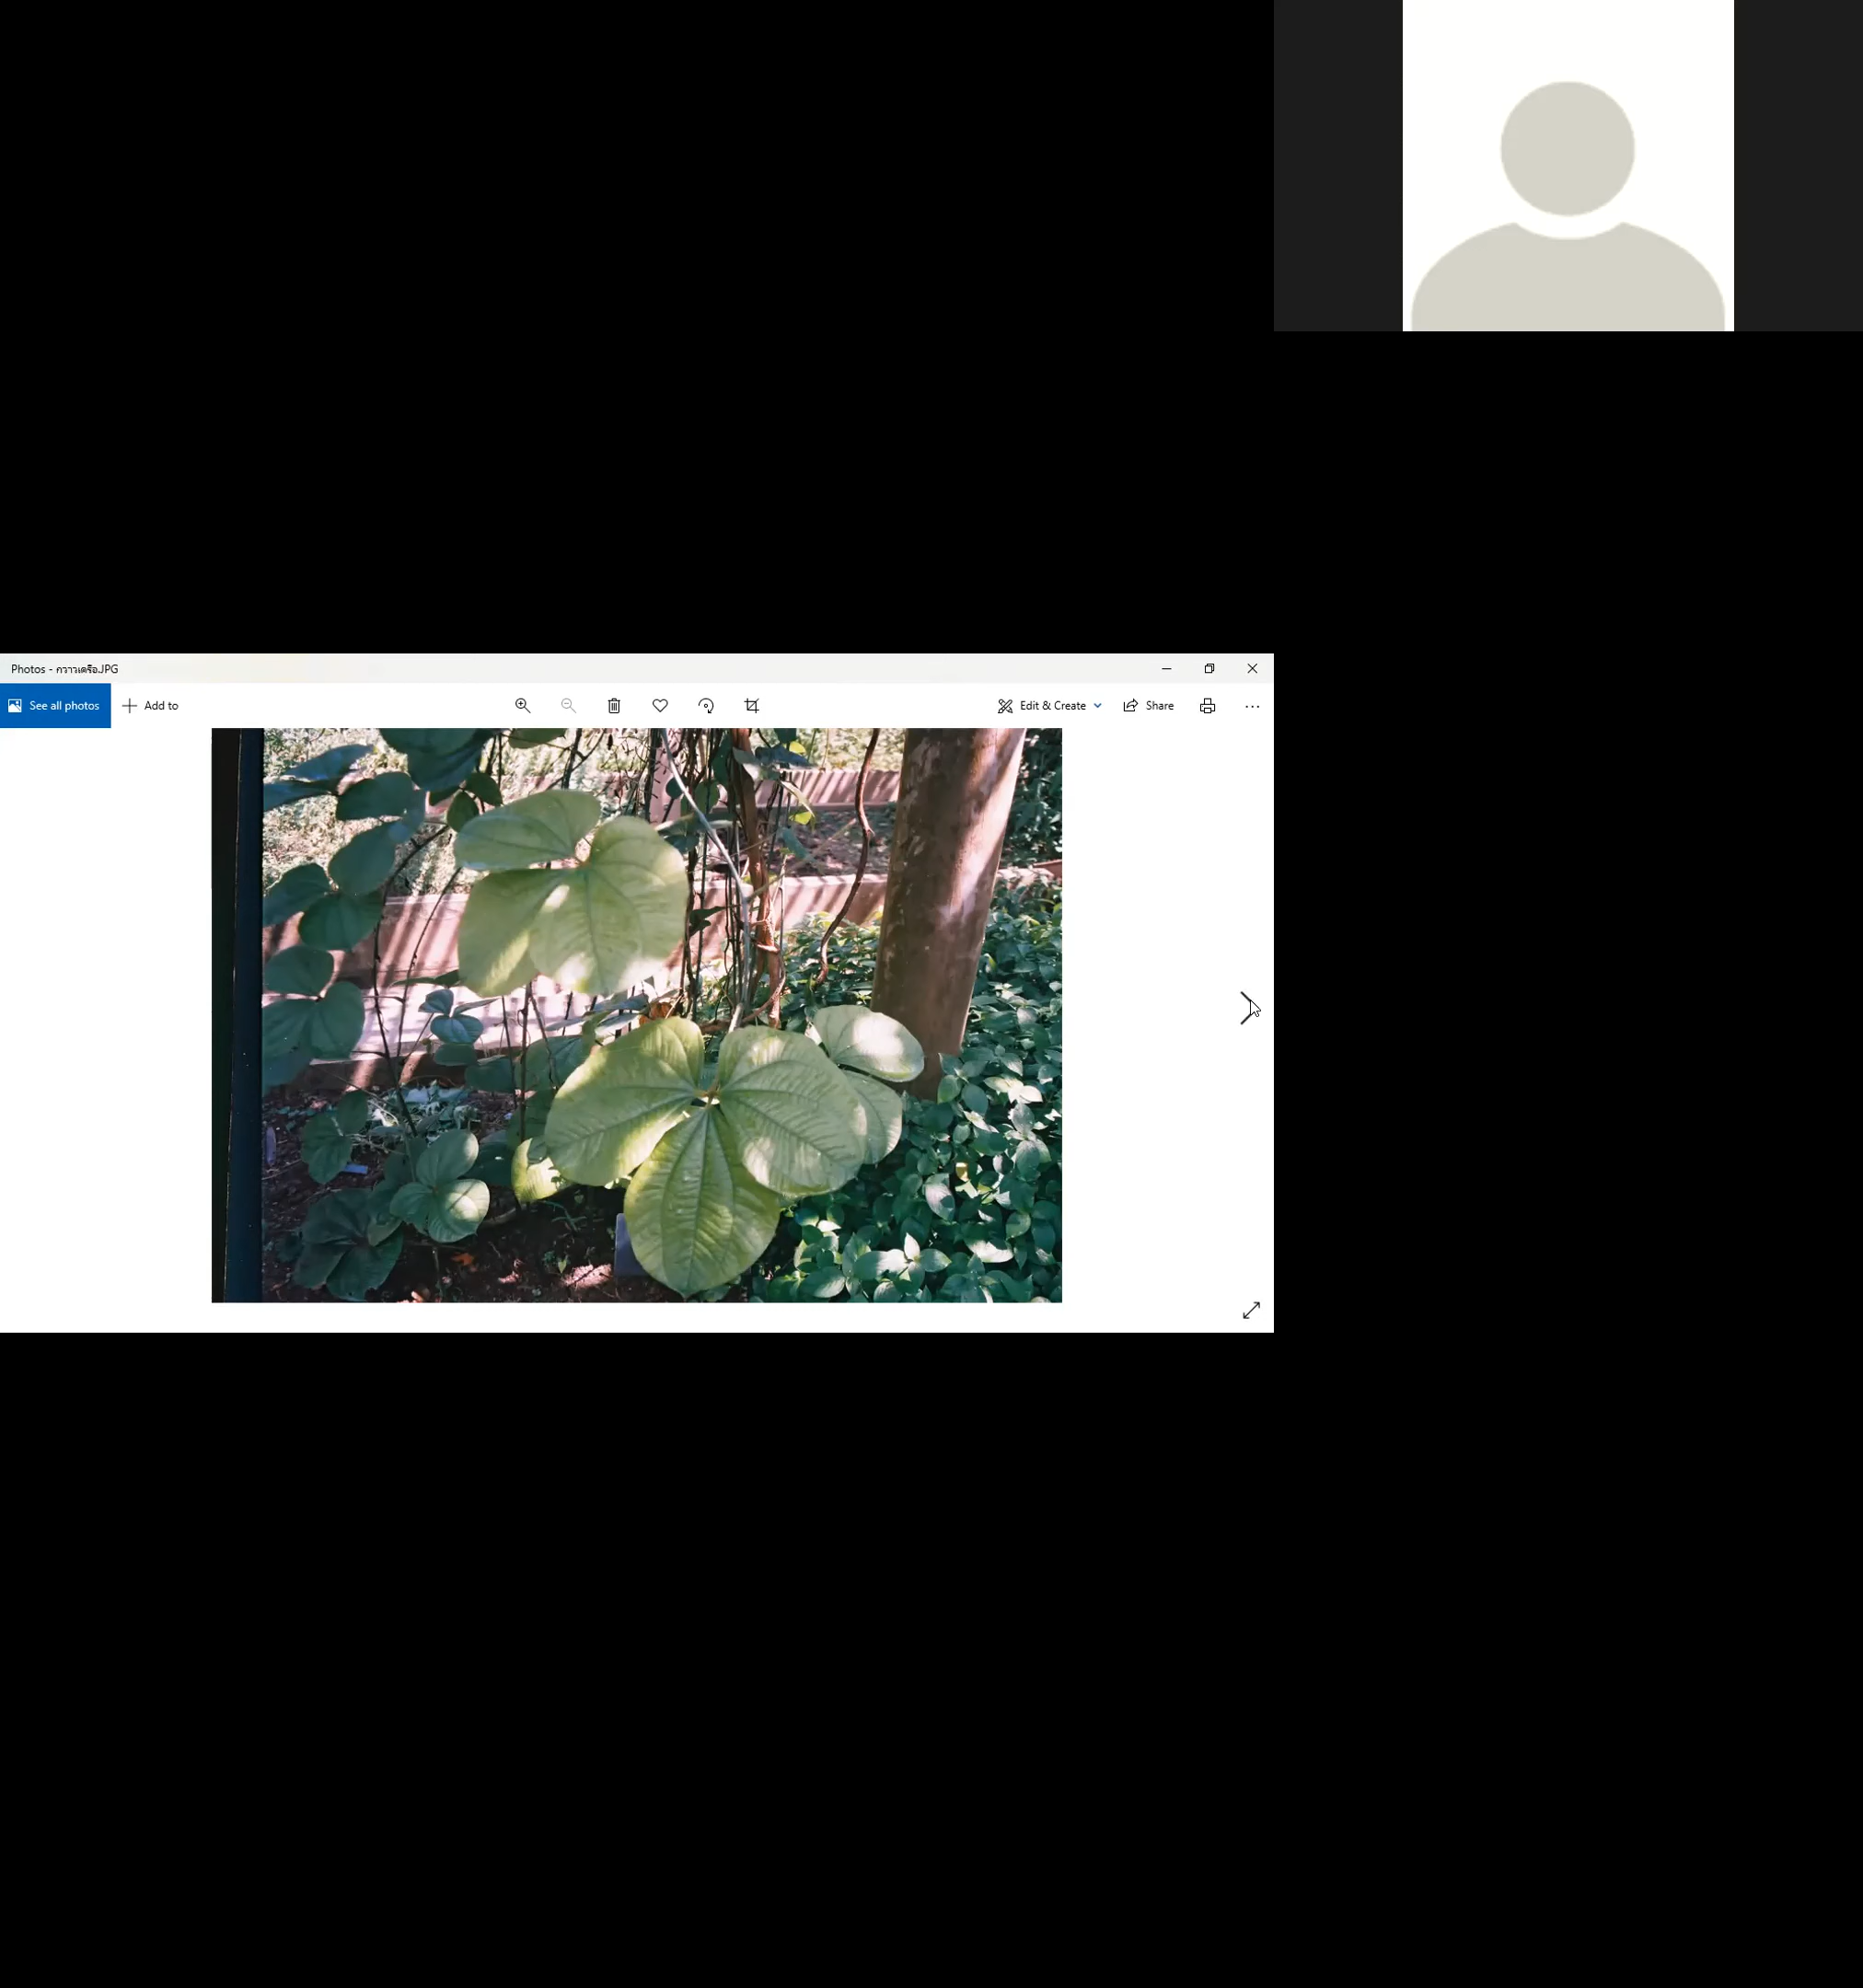 Photos - กวาวเครือ.JPG
See all photos
Add to
Edit & Create
Share